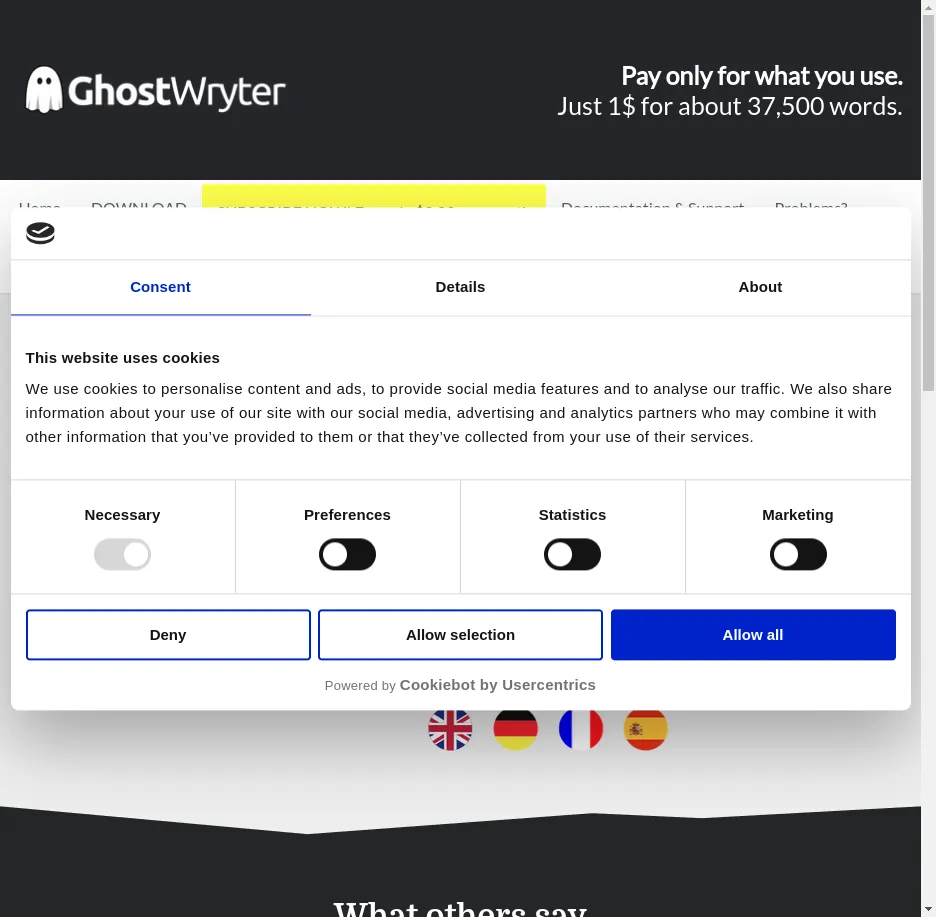 GhostWryter
Pay only for what you use.
Just 1$ for about 37,500 words.
Home DOWNLOAD Documentation & Support Problems?
Consent Details About
This website uses cookies
We use cookies to personalise content and ads, to provide social media features and to analyse our traffic. We also share
information about your use of our site with our social media, advertising and analytics partners who may combine it with
other information that you’ve provided to them or that they’ve collected from your use of their services.
Necessary Preferences Statistics Marketing
Deny Allow selection Allow all
Powered by Cookiebot by Usercentrics
What others say